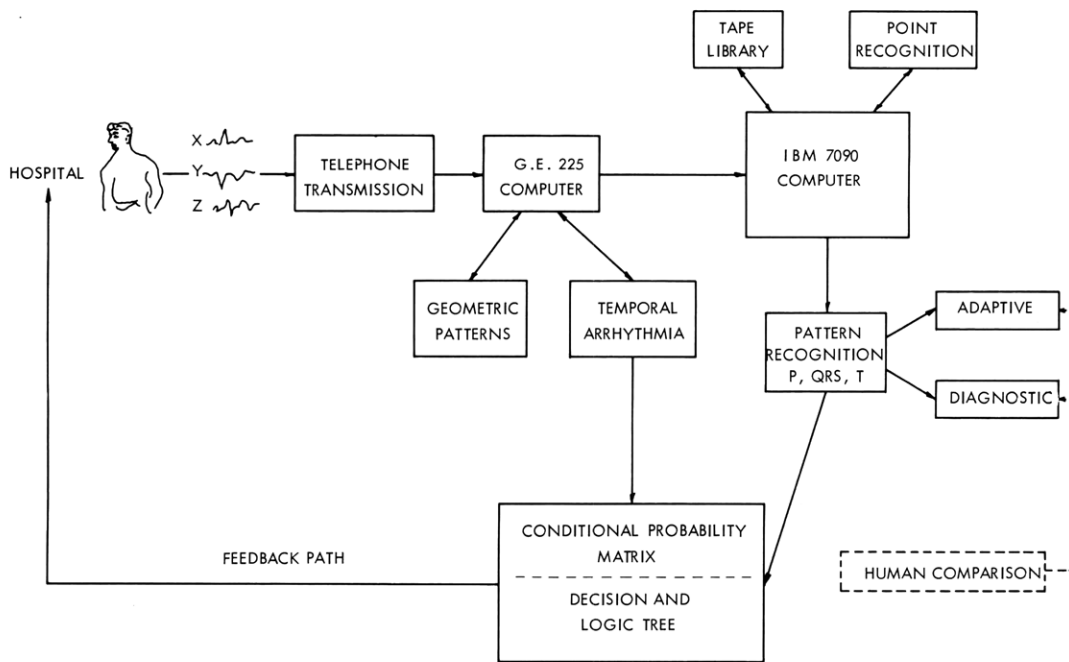 TAPE
LIBRARY
POINT
RECOGNITION
HOSPITAL
X
Y
Z
TELEPHONE
TRANSMISSION
G.E. 225
COMPUTER
IBM 7090
COMPUTER
GEOMETRIC
PATTERNS
TEMPORAL
ARRHYTHMIA
PATTERN
RECOGNITION
P, QRS, T
ADAPTIVE
DIAGNOSTIC
CONDITIONAL PROBABILITY
MATRIX
DECISION AND
LOGIC TREE
FEEDBACK PATH
HUMAN COMPARISON